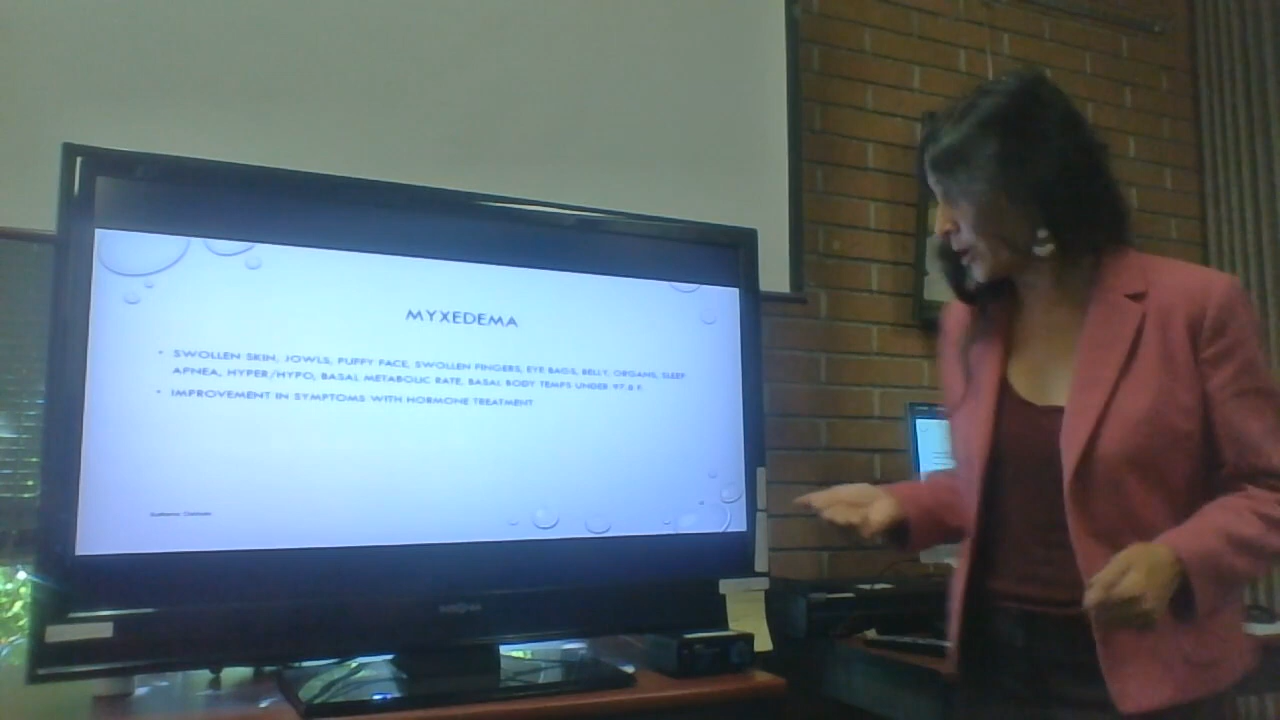 MYXEDEMA
• SWOLLEN SKIN, JOWLS, PUFFY FACE, SWOLLEN FINGERS, EYE BAGS, BELLY, ORGANS, SLEEP
APNEA, HYPER/HYPO, BASAL METABOLIC RATE, BASAL BODY TEMPS UNDER 97.8 F.
• IMPROVEMENT IN SYMPTOMS WITH HORMONE TREATMENT
INSIGNIA